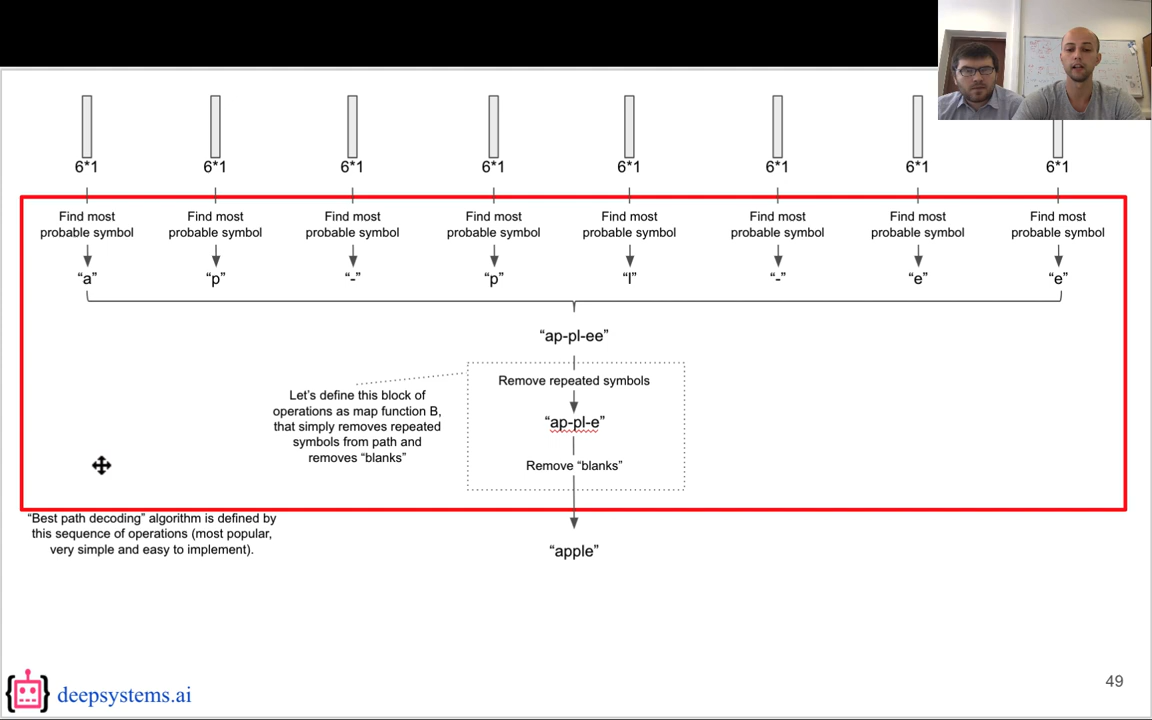 6*1 6*1 6*1 6*1 6*1 6*1 6*1 6*1
Find most Find most Find most Find most Find most Find most Find most Find most
probable symbol probable symbol probable symbol probable symbol probable symbol probable symbol probable symbol probable symbol
“a” “p” “-” “p” “l” “-” “e” “e”
“ap-pl-ee”
Remove repeated symbols
“ap-pl-e”
Remove “blanks”
Let’s define this block of
operations as map function B,
that simply removes repeated
symbols from path and
removes “blanks”
“Best path decoding” algorithm is defined by
this sequence of operations (most popular,
very simple and easy to implement).
“apple”
deepsystems.ai
49